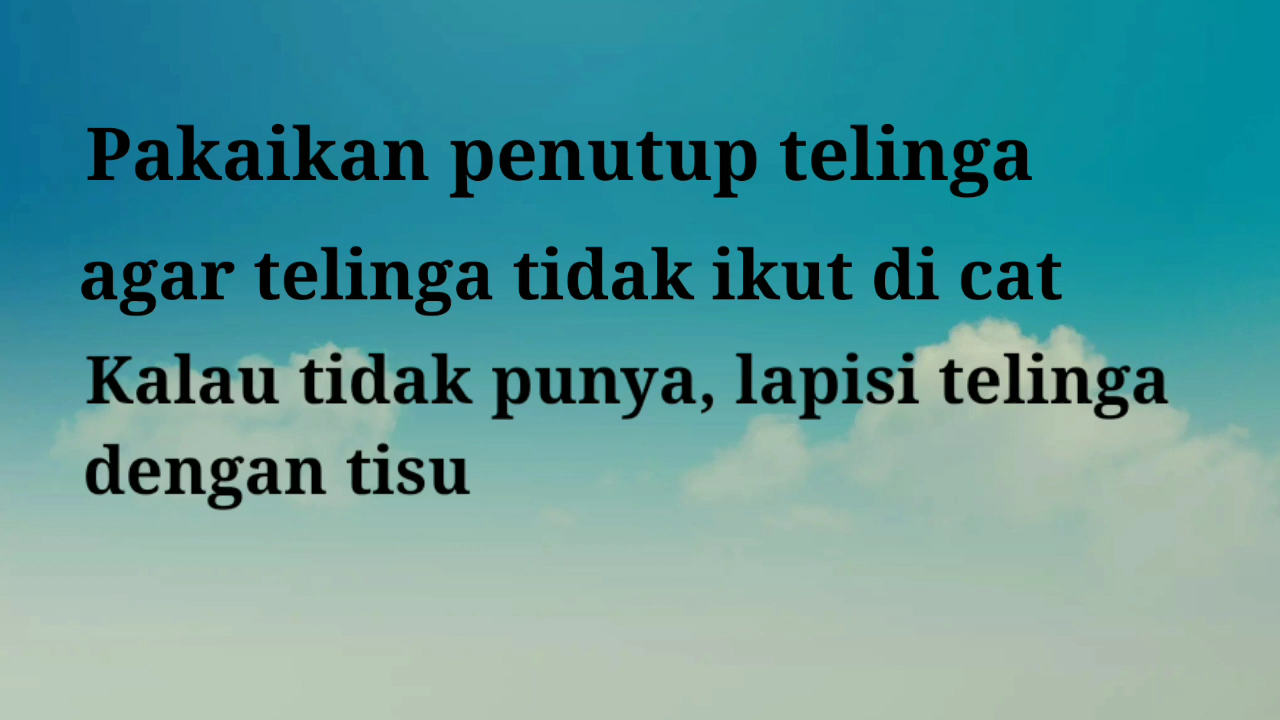 Pakaikan penutup telinga
agar telinga tidak ikut di cat
Kalau tidak punya, lapisi telinga
dengan tisu